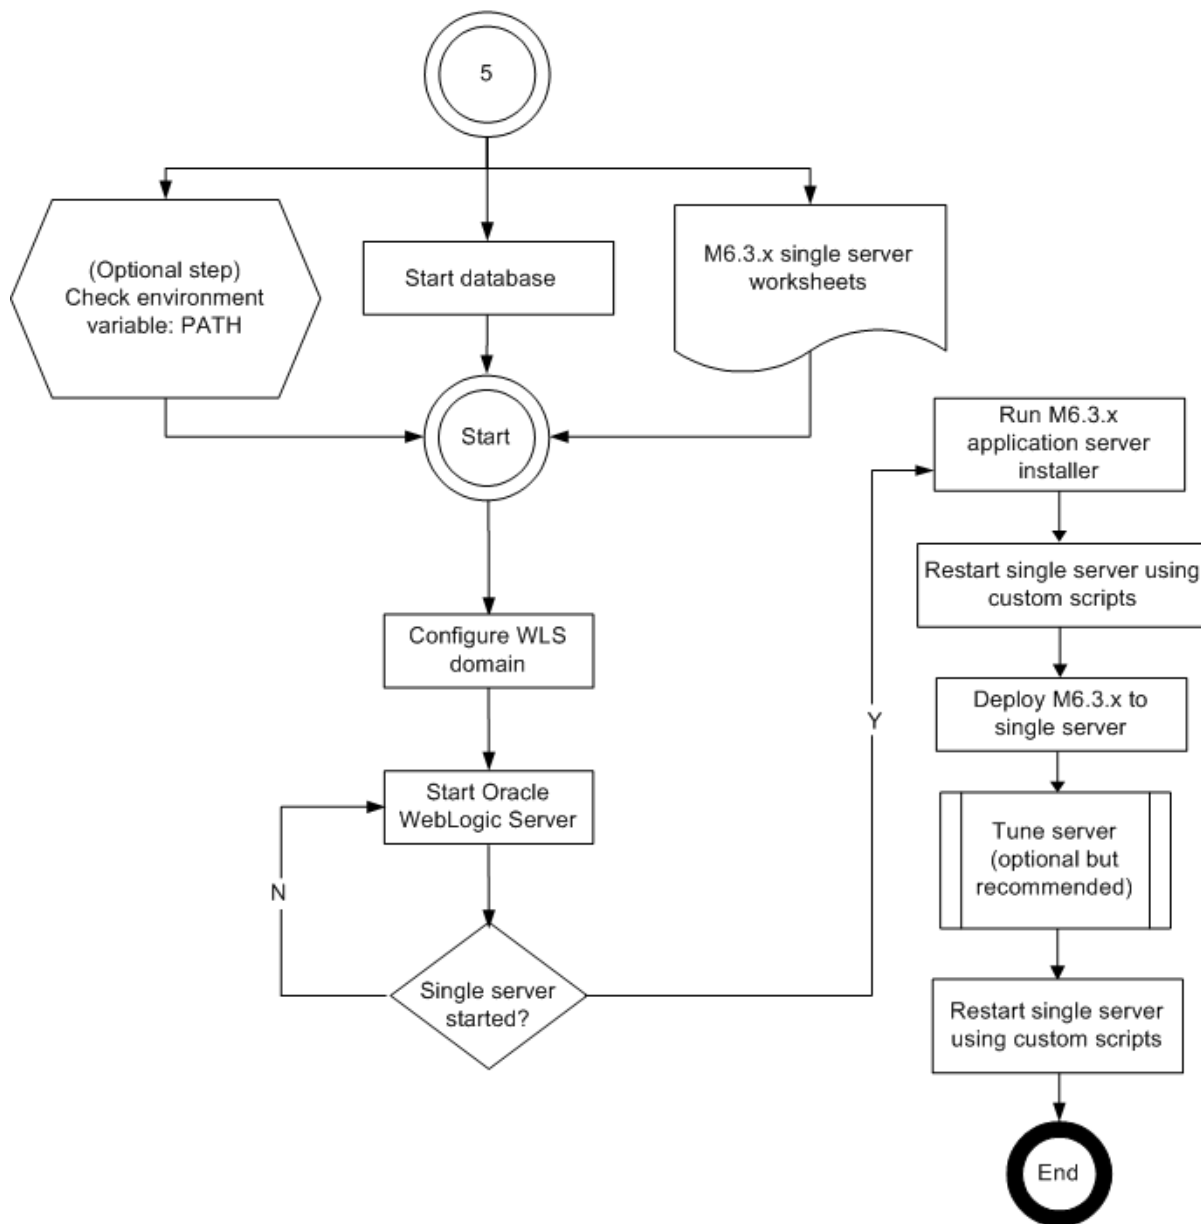 5
(Optional step)
Check environment
variable: PATH
Start database
M6.3.x single server
worksheets
Start
Configure WLS
domain
Start Oracle
WebLogic Server
N
Single server
started?
Y
Run M6.3.x
application server
installer
Restart single server using
custom scripts
Deploy M6.3.x to
single server
Tune server
(optional but
recommended)
Restart single server
using custom scripts
End